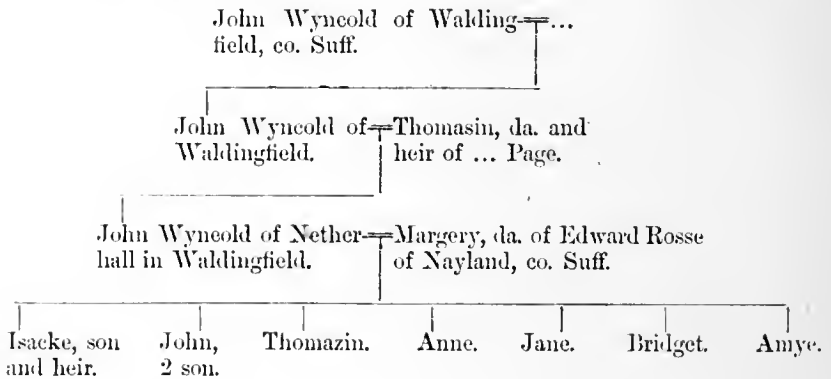 John Wyncold of Walding- ...
field, co. Suff.
John Wyncold of Thomasin, da. and
Waldingfield. heir of ... Page.
John Wyncold of Nether- Margery, da. of Edward Rosse
hall in Waldingfield. of Nayland, co. Suff.
Isacke, son John, Thomazin. Anne. Jane. Bridget. Amye.
and heir. 2 son.